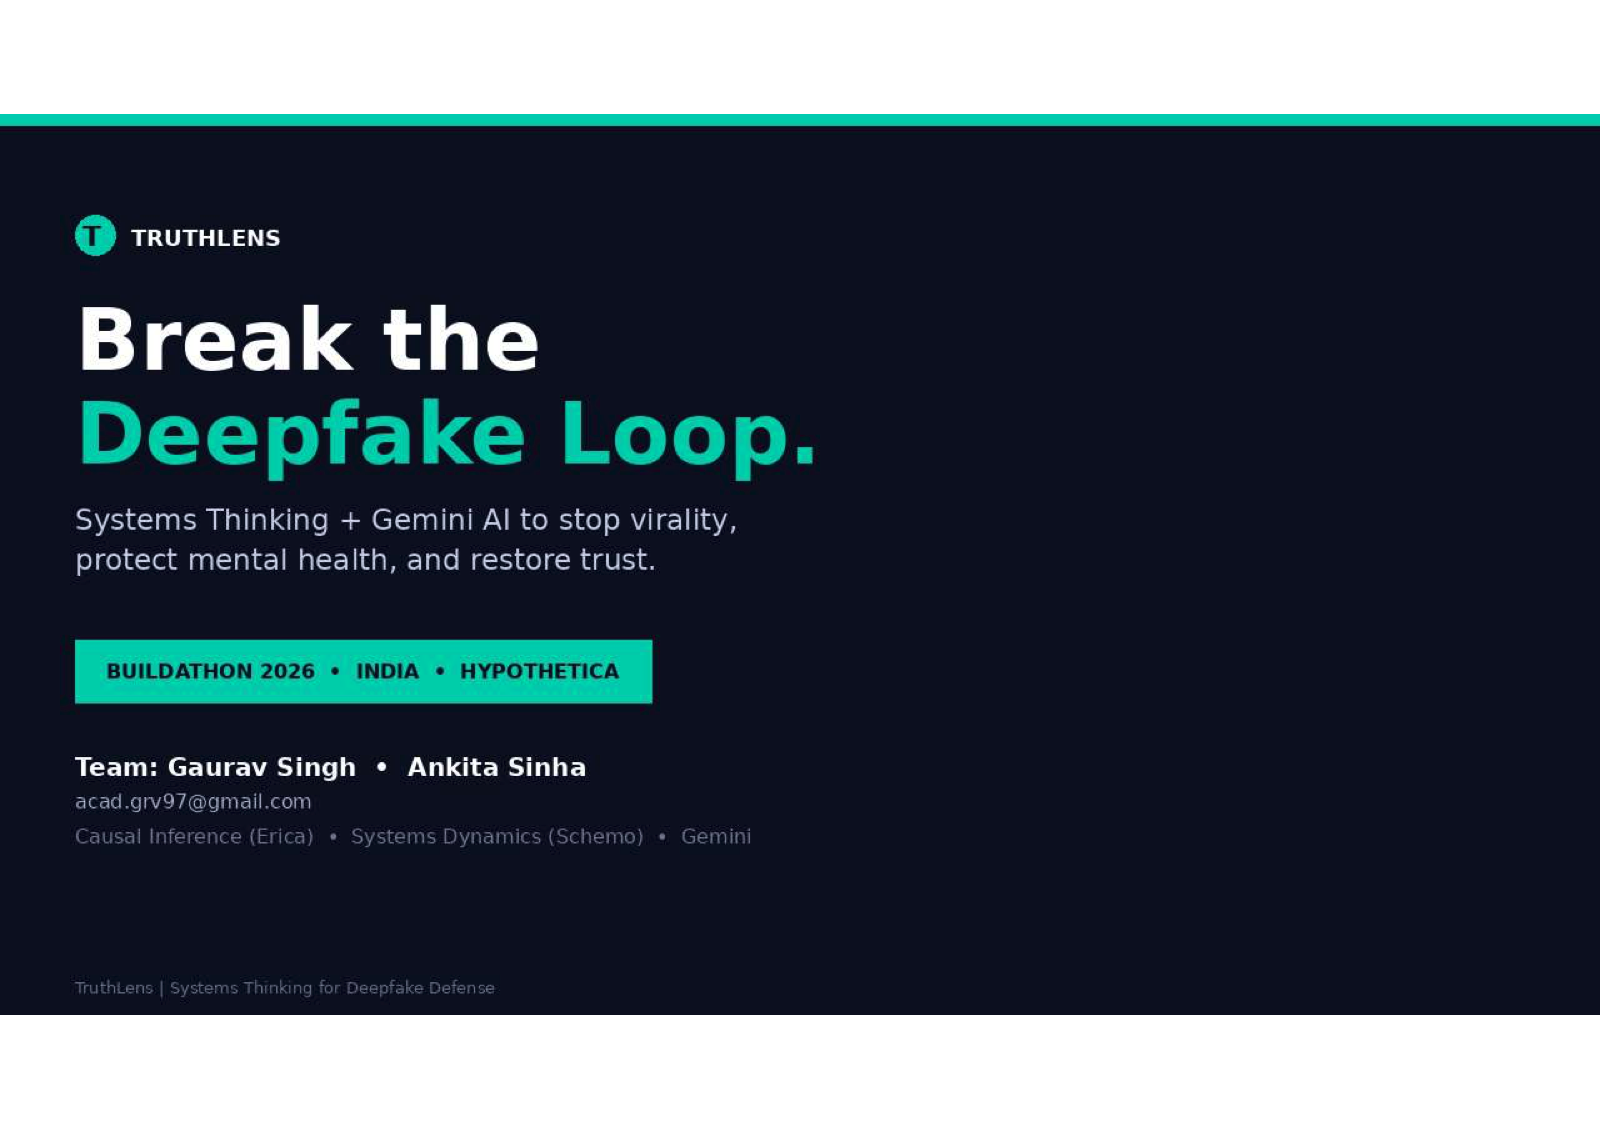 T TRUTHLENS
Break the
Deepfake Loop.
Systems Thinking + Gemini AI to stop virality,
protect mental health, and restore trust.
BUILDATHON 2026 • INDIA • HYPOTHETICA
Team: Gaurav Singh • Ankita Sinha
acad.grv97@gmail.com
Causal Inference (Erica) • Systems Dynamics (Schemo) • Gemini
TruthLens | Systems Thinking for Deepfake Defense